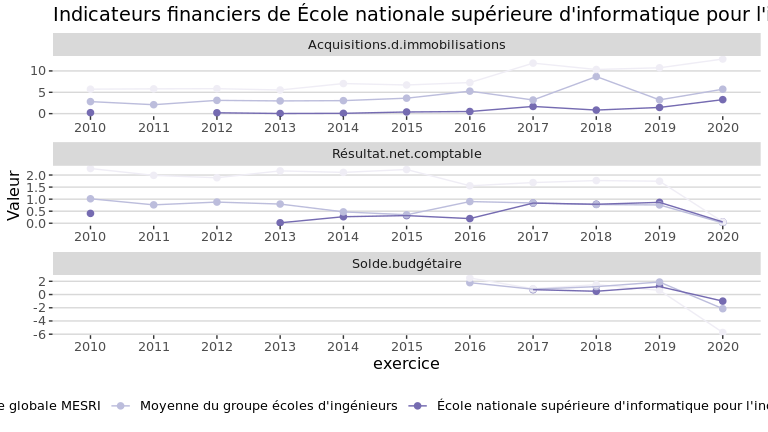 Indicateurs financiers de École nationale supérieure d'informatique pour l'i
Acquisitions.d.immobilisations
10
5
0
2010 2011 2012 2013 2014 2015 2016 2017 2018 2019 2020
Résultat.net.comptable
Valeur
2.0
1.5
1.0
0.5
0.0
2010 2011 2012 2013 2014 2015 2016 2017 2018 2019 2020
Solde.budgétaire
2
0
-2
-4
-6
2010 2011 2012 2013 2014 2015 2016 2017 2018 2019 2020
exercice
e globale MESRI Moyenne du groupe écoles d'ingénieurs École nationale supérieure d'informatique pour l'in